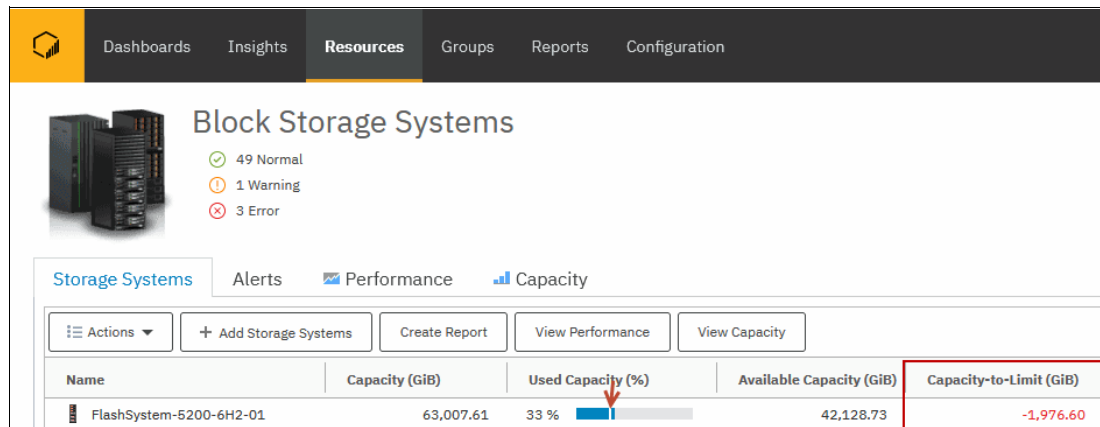 Dashboards Insights Resources Groups Reports Configuration
Block Storage Systems
49 Normal
1 Warning
3 Error
Storage Systems Alerts Performance Capacity
Actions + Add Storage Systems Create Report View Performance View Capacity
Name Capacity (GiB) Used Capacity (%) Available Capacity (GiB) Capacity-to-Limit (GiB)
FlashSystem-5200-6H2-01 63,007.61 33 % 42,128.73 -1,976.60